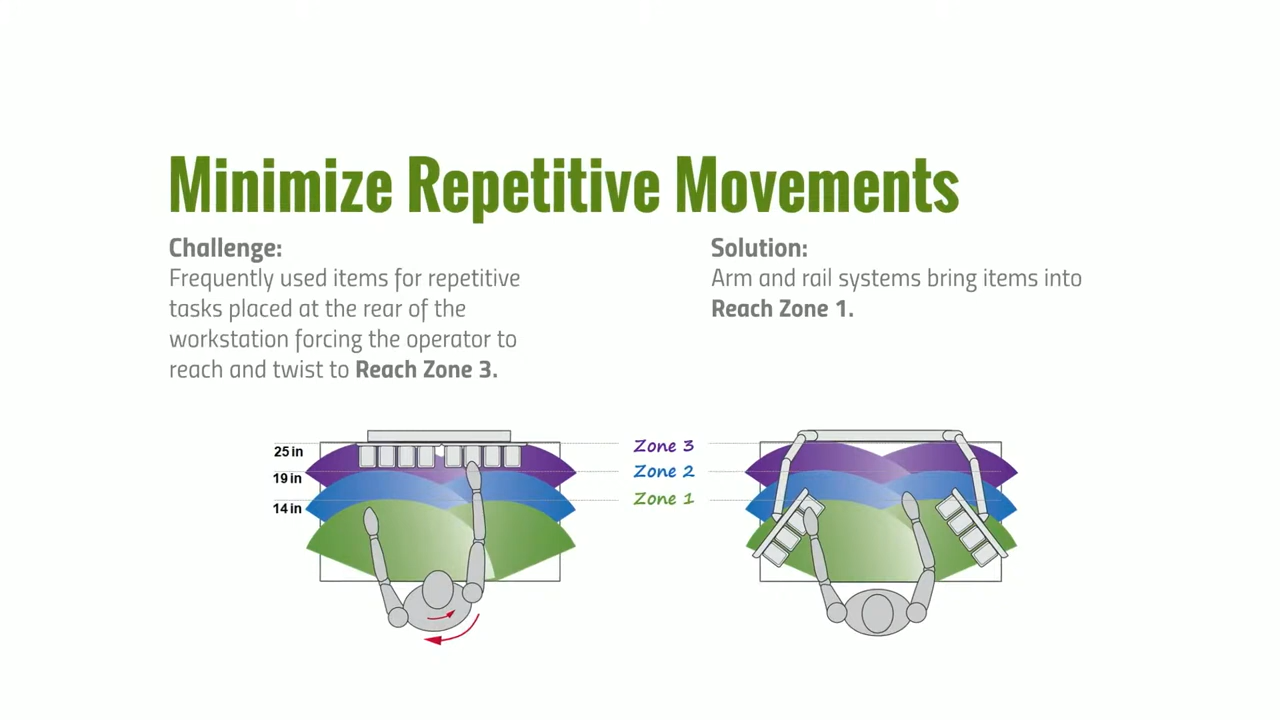 Minimize Repetitive Movements
Challenge:
Frequently used items for repetitive
tasks placed at the rear of the
workstation forcing the operator to
reach and twist to Reach Zone 3.
Solution:
Arm and rail systems bring items into
Reach Zone 1.
25 in
19 in
14 in
Zone 3
Zone 2
Zone 1